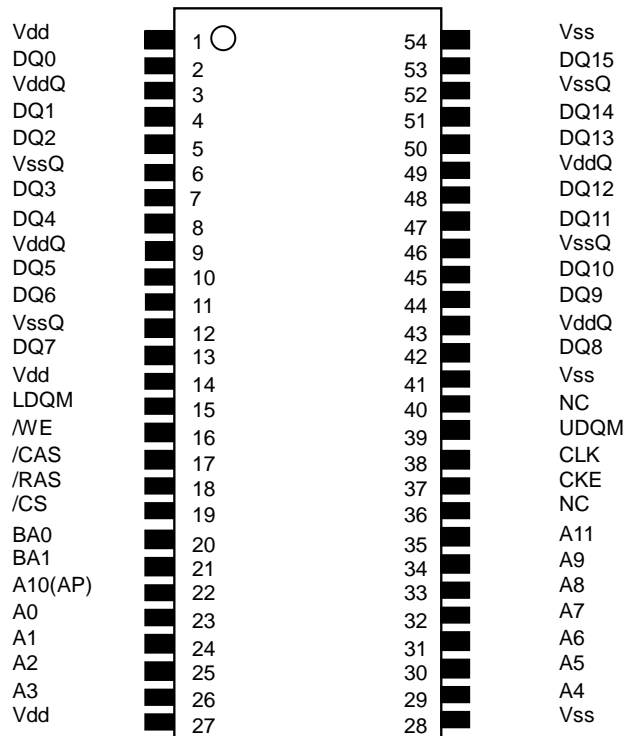 Vdd 1 54 Vss
DQ0 2 53 DQ15
VddQ 3 52 VssQ
DQ1 4 51 DQ14
DQ2 5 50 DQ13
VssQ 6 49 VddQ
DQ3 7 48 DQ12
DQ4 8 47 DQ11
VddQ 9 46 VssQ
DQ5 10 45 DQ10
DQ6 11 44 DQ9
VssQ 12 43 VddQ
DQ7 13 42 DQ8
Vdd 14 41 Vss
LDQM 15 40 NC
/WE 16 39 UDQM
/CAS 17 38 CLK
/RAS 18 37 CKE
/CS 19 36 NC
BA0 20 35 A11
BA1 21 34 A9
A10(AP) 22 33 A8
A0 23 32 A7
A1 24 31 A6
A2 25 30 A5
A3 26 29 A4
Vdd 27 28 Vss